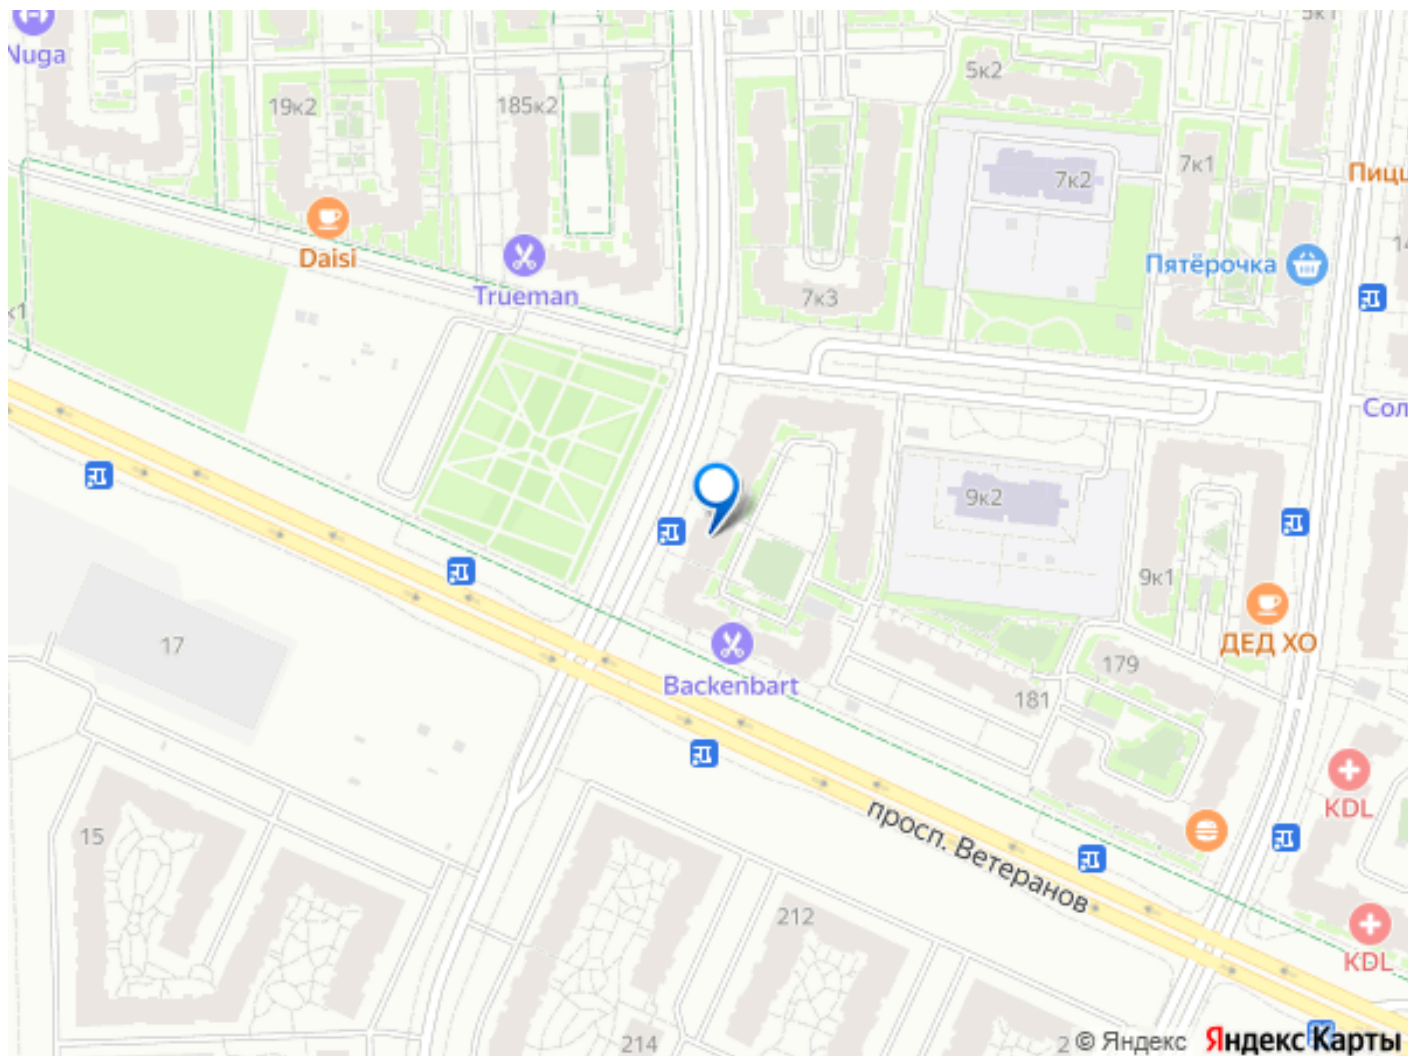 Nuga
19к2
185к2
5к2
7к2
7к1
Daisi
Trueman
7к3
Пятёрочка
9к2
9к1
ДЕД ХО
17
Backenbart
179
181
KDL
просп. Ветеранов
15
212
KDL
214
© Яндекс
Яндекс Карты